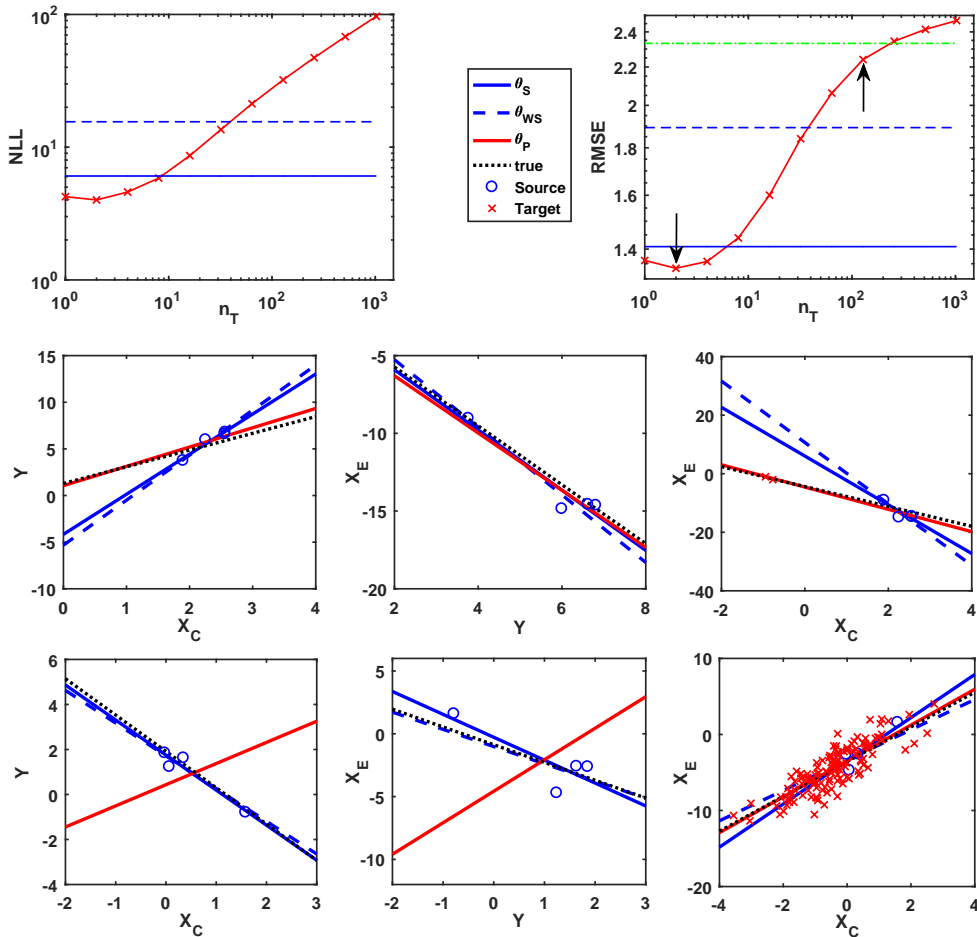 10²
10¹
10⁰
NLL
10⁰ 10¹ 10² 10³
n_T
θ_S
θ_WS
θ_P
true
Source
Target
2.4
2.2
2
1.8
1.6
1.4
RMSE
10⁰ 10¹ 10² 10³
n_T
15
10
5
0
-5
-10
Y
0 1 2 3 4
X_C
-5
-10
-15
-20
X_E
2 4 6 8
Y
40
20
0
-20
-40
X_E
-2 0 2 4
X_C
6
4
2
0
-2
-4
Y
-2 -1 0 1 2 3
X_C
5
0
-5
-10
X_E
-2 -1 0 1 2 3
Y
10
0
-10
-20
X_E
-4 -2 0 2 4
X_C